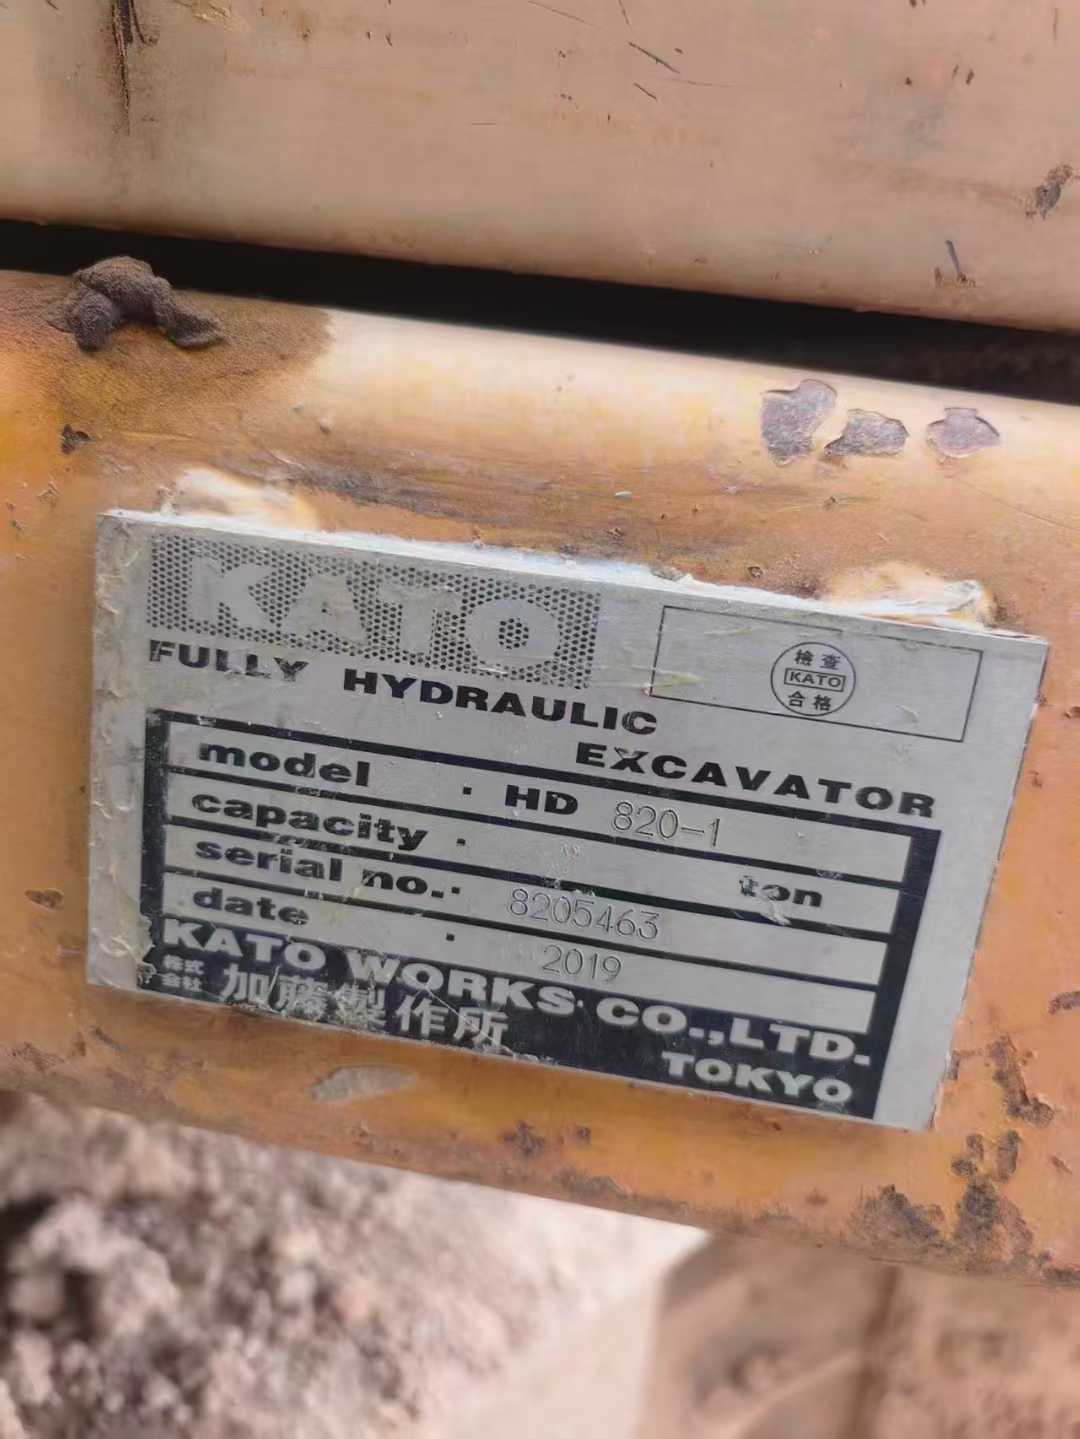 KATO
檢查
KATO
合格
FULLY HYDRAULIC
EXCAVATOR
model . HD 820-1
capacity . ton
serial no. . 8205463
date . 2019
KATO WORKS CO.,LTD.
株式会社 加藤製作所
TOKYO